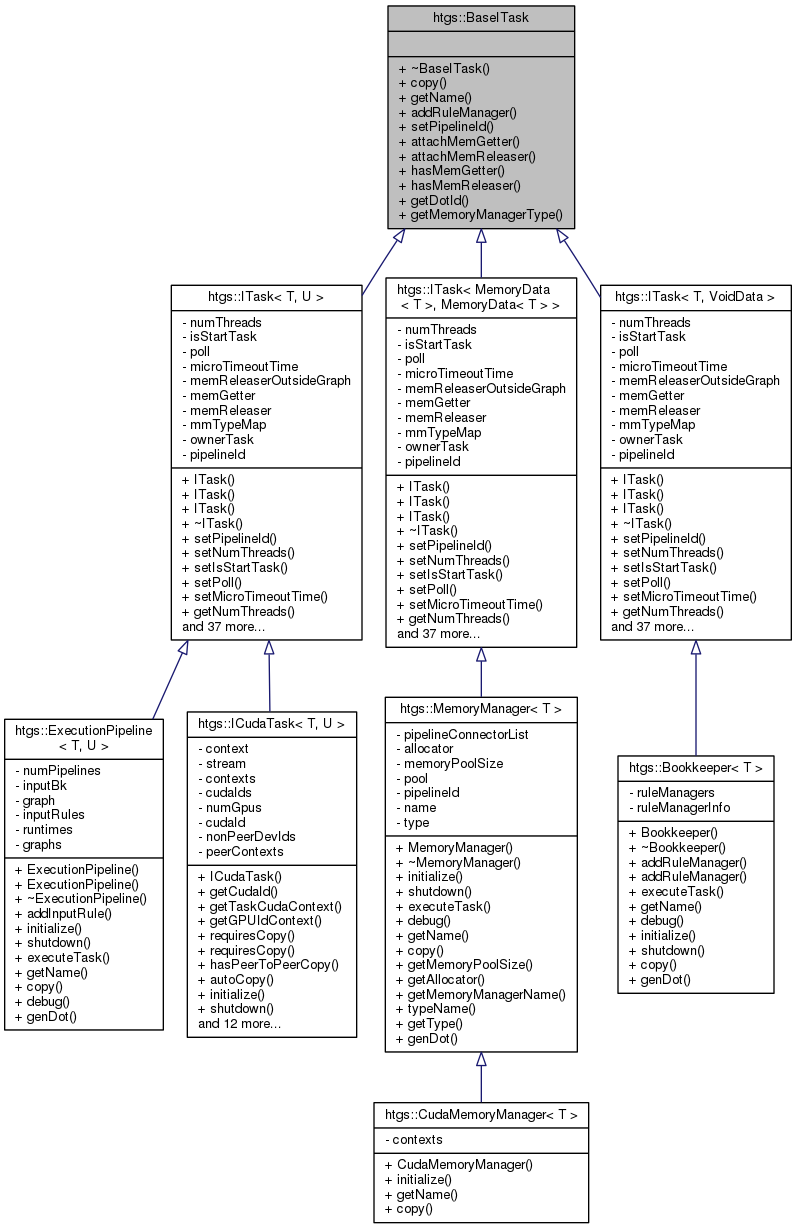 htgs::BaseITask
+ ~BaseITask()
+ copy()
+ getName()
+ addRuleManager()
+ setPipelineId()
+ attachMemGetter()
+ attachMemReleaser()
+ hasMemGetter()
+ hasMemReleaser()
+ getDotId()
+ getMemoryManagerType()
htgs::ITask< T, U >
- numThreads
- isStartTask
- poll
- microTimeoutTime
- memReleaserOutsideGraph
- memGetter
- memReleaser
- mmTypeMap
- ownerTask
- pipelineId
+ ITask()
+ ITask()
+ ITask()
+ ~ITask()
+ setPipelineId()
+ setNumThreads()
+ setIsStartTask()
+ setPoll()
+ setMicroTimeoutTime()
+ getNumThreads()
and 37 more...
htgs::ITask< MemoryData
< T >, MemoryData< T > >
- numThreads
- isStartTask
- poll
- microTimeoutTime
- memReleaserOutsideGraph
- memGetter
- memReleaser
- mmTypeMap
- ownerTask
- pipelineId
+ ITask()
+ ITask()
+ ITask()
+ ~ITask()
+ setPipelineId()
+ setNumThreads()
+ setIsStartTask()
+ setPoll()
+ setMicroTimeoutTime()
+ getNumThreads()
and 37 more...
htgs::ITask< T, VoidData >
- numThreads
- isStartTask
- poll
- microTimeoutTime
- memReleaserOutsideGraph
- memGetter
- memReleaser
- mmTypeMap
- ownerTask
- pipelineId
+ ITask()
+ ITask()
+ ITask()
+ ~ITask()
+ setPipelineId()
+ setNumThreads()
+ setIsStartTask()
+ setPoll()
+ setMicroTimeoutTime()
+ getNumThreads()
and 37 more...
htgs::ExecutionPipeline
< T, U >
- numPipelines
- inputBk
- graph
- inputRules
- runtimes
- graphs
+ ExecutionPipeline()
+ ExecutionPipeline()
+ ~ExecutionPipeline()
+ addInputRule()
+ initialize()
+ shutdown()
+ executeTask()
+ getName()
+ copy()
+ debug()
+ genDot()
htgs::ICudaTask< T, U >
- context
- stream
- contexts
- cudaIds
- numGpus
- cudaId
- nonPeerDevIds
- peerContexts
+ ICudaTask()
+ getCudaId()
+ getTaskCudaContext()
+ getGPUIdContext()
+ requiresCopy()
+ requiresCopy()
+ hasPeerToPeerCopy()
+ autoCopy()
+ initialize()
+ shutdown()
and 12 more...
htgs::MemoryManager< T >
- pipelineConnectorList
- allocator
- memoryPoolSize
- pool
- pipelineId
- name
- type
+ MemoryManager()
+ ~MemoryManager()
+ initialize()
+ shutdown()
+ executeTask()
+ debug()
+ getName()
+ copy()
+ getMemoryPoolSize()
+ getAllocator()
+ getMemoryManagerName()
+ typeName()
+ getType()
+ genDot()
htgs::Bookkeeper< T >
- ruleManagers
- ruleManagerInfo
+ Bookkeeper()
+ ~Bookkeeper()
+ addRuleManager()
+ addRuleManager()
+ executeTask()
+ getName()
+ debug()
+ initialize()
+ shutdown()
+ copy()
+ genDot()
htgs::CudaMemoryManager< T >
- contexts
+ CudaMemoryManager()
+ initialize()
+ getName()
+ copy()